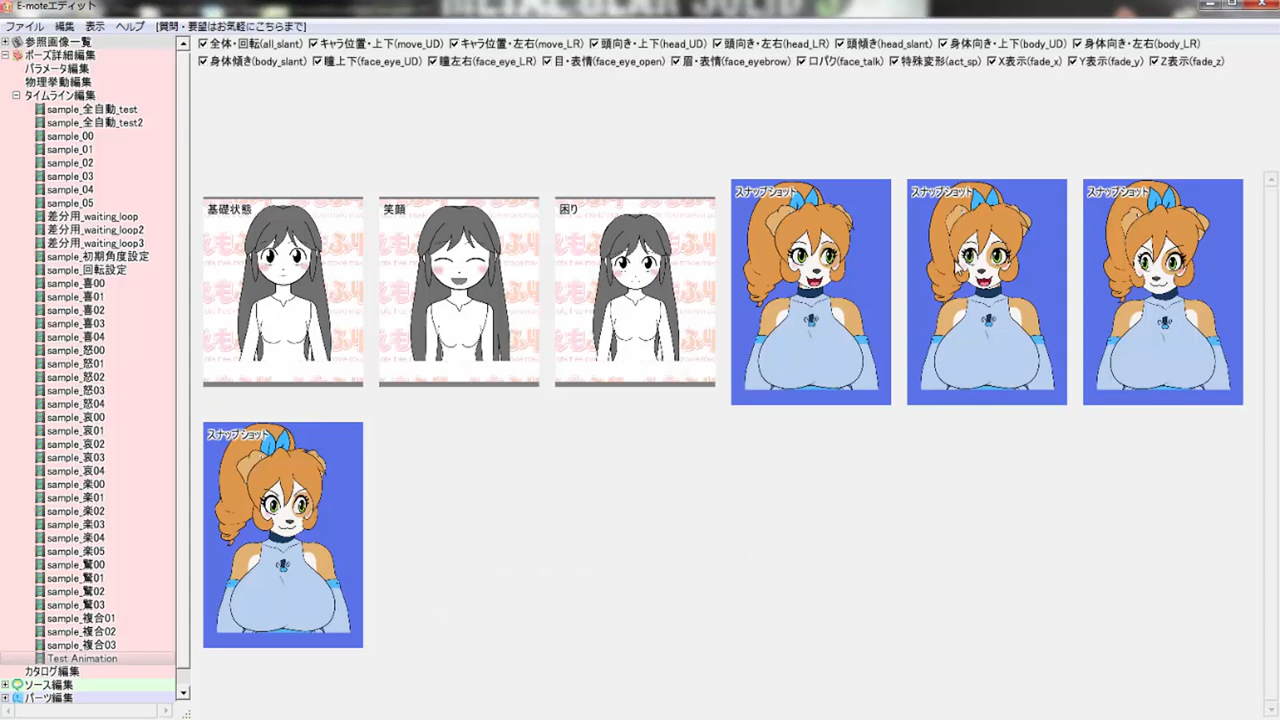 E-moteエディット
ファイル 編集 表示 ヘルプ [質問・要望はお気軽にこちらまで]
参照画像一覧
ポーズ詳細編集
パラメータ編集
物理挙動編集
タイムライン編集
sample_全自動_test
sample_全自動_test2
sample_00
sample_01
sample_02
sample_03
sample_04
sample_05
差分用_waiting_loop
差分用_waiting_loop2
差分用_waiting_loop3
sample_初期角度設定
sample_回転設定
sample_喜00
sample_喜01
sample_喜02
sample_喜03
sample_喜04
sample_怒00
sample_怒01
sample_怒02
sample_怒03
sample_怒04
sample_哀00
sample_哀01
sample_哀02
sample_哀03
sample_哀04
sample_楽00
sample_楽01
sample_楽02
sample_楽03
sample_楽04
sample_楽05
sample_驚00
sample_驚01
sample_驚02
sample_驚03
sample_複合01
sample_複合02
sample_複合03
Test Animation
カタログ編集
ソース編集
パーツ編集
全体・回転(all_slant) キャラ位置・上下(move_UD) キャラ位置・左右(move_LR) 頭向き・上下(head_UD) 頭向き・左右(head_LR) 頭傾き(head_slant) 身体向き・上下(body_UD) 身体向き・左右(body_LR)
身体傾き(body_slant) 瞳上下(face_eye_UD) 瞳左右(face_eye_LR) 目・表情(face_eye_open) 眉・表情(face_eyebrow) 口パク(face_talk) 特殊変形(act_sp) X表示(fade_x) Y表示(fade_y) Z表示(fade_z)
基礎状態
笑顔
困り
スナップショット
スナップショット
スナップショット
スナップショット